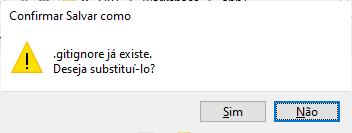 Confirmar Salvar como
.gitignore já existe.
Deseja substituí-lo?
Sim
Não